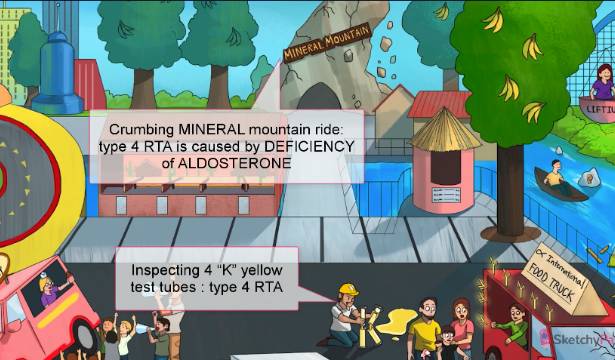 MINERAL MOUNTAIN
LIFTIU
Crumbing MINERAL mountain ride:
type 4 RTA is caused by DEFICIENCY
of ALDOSTERONE
Inspecting 4 “K” yellow
test tubes : type 4 RTA
K
International
FOOD TRUCK
Sketchy